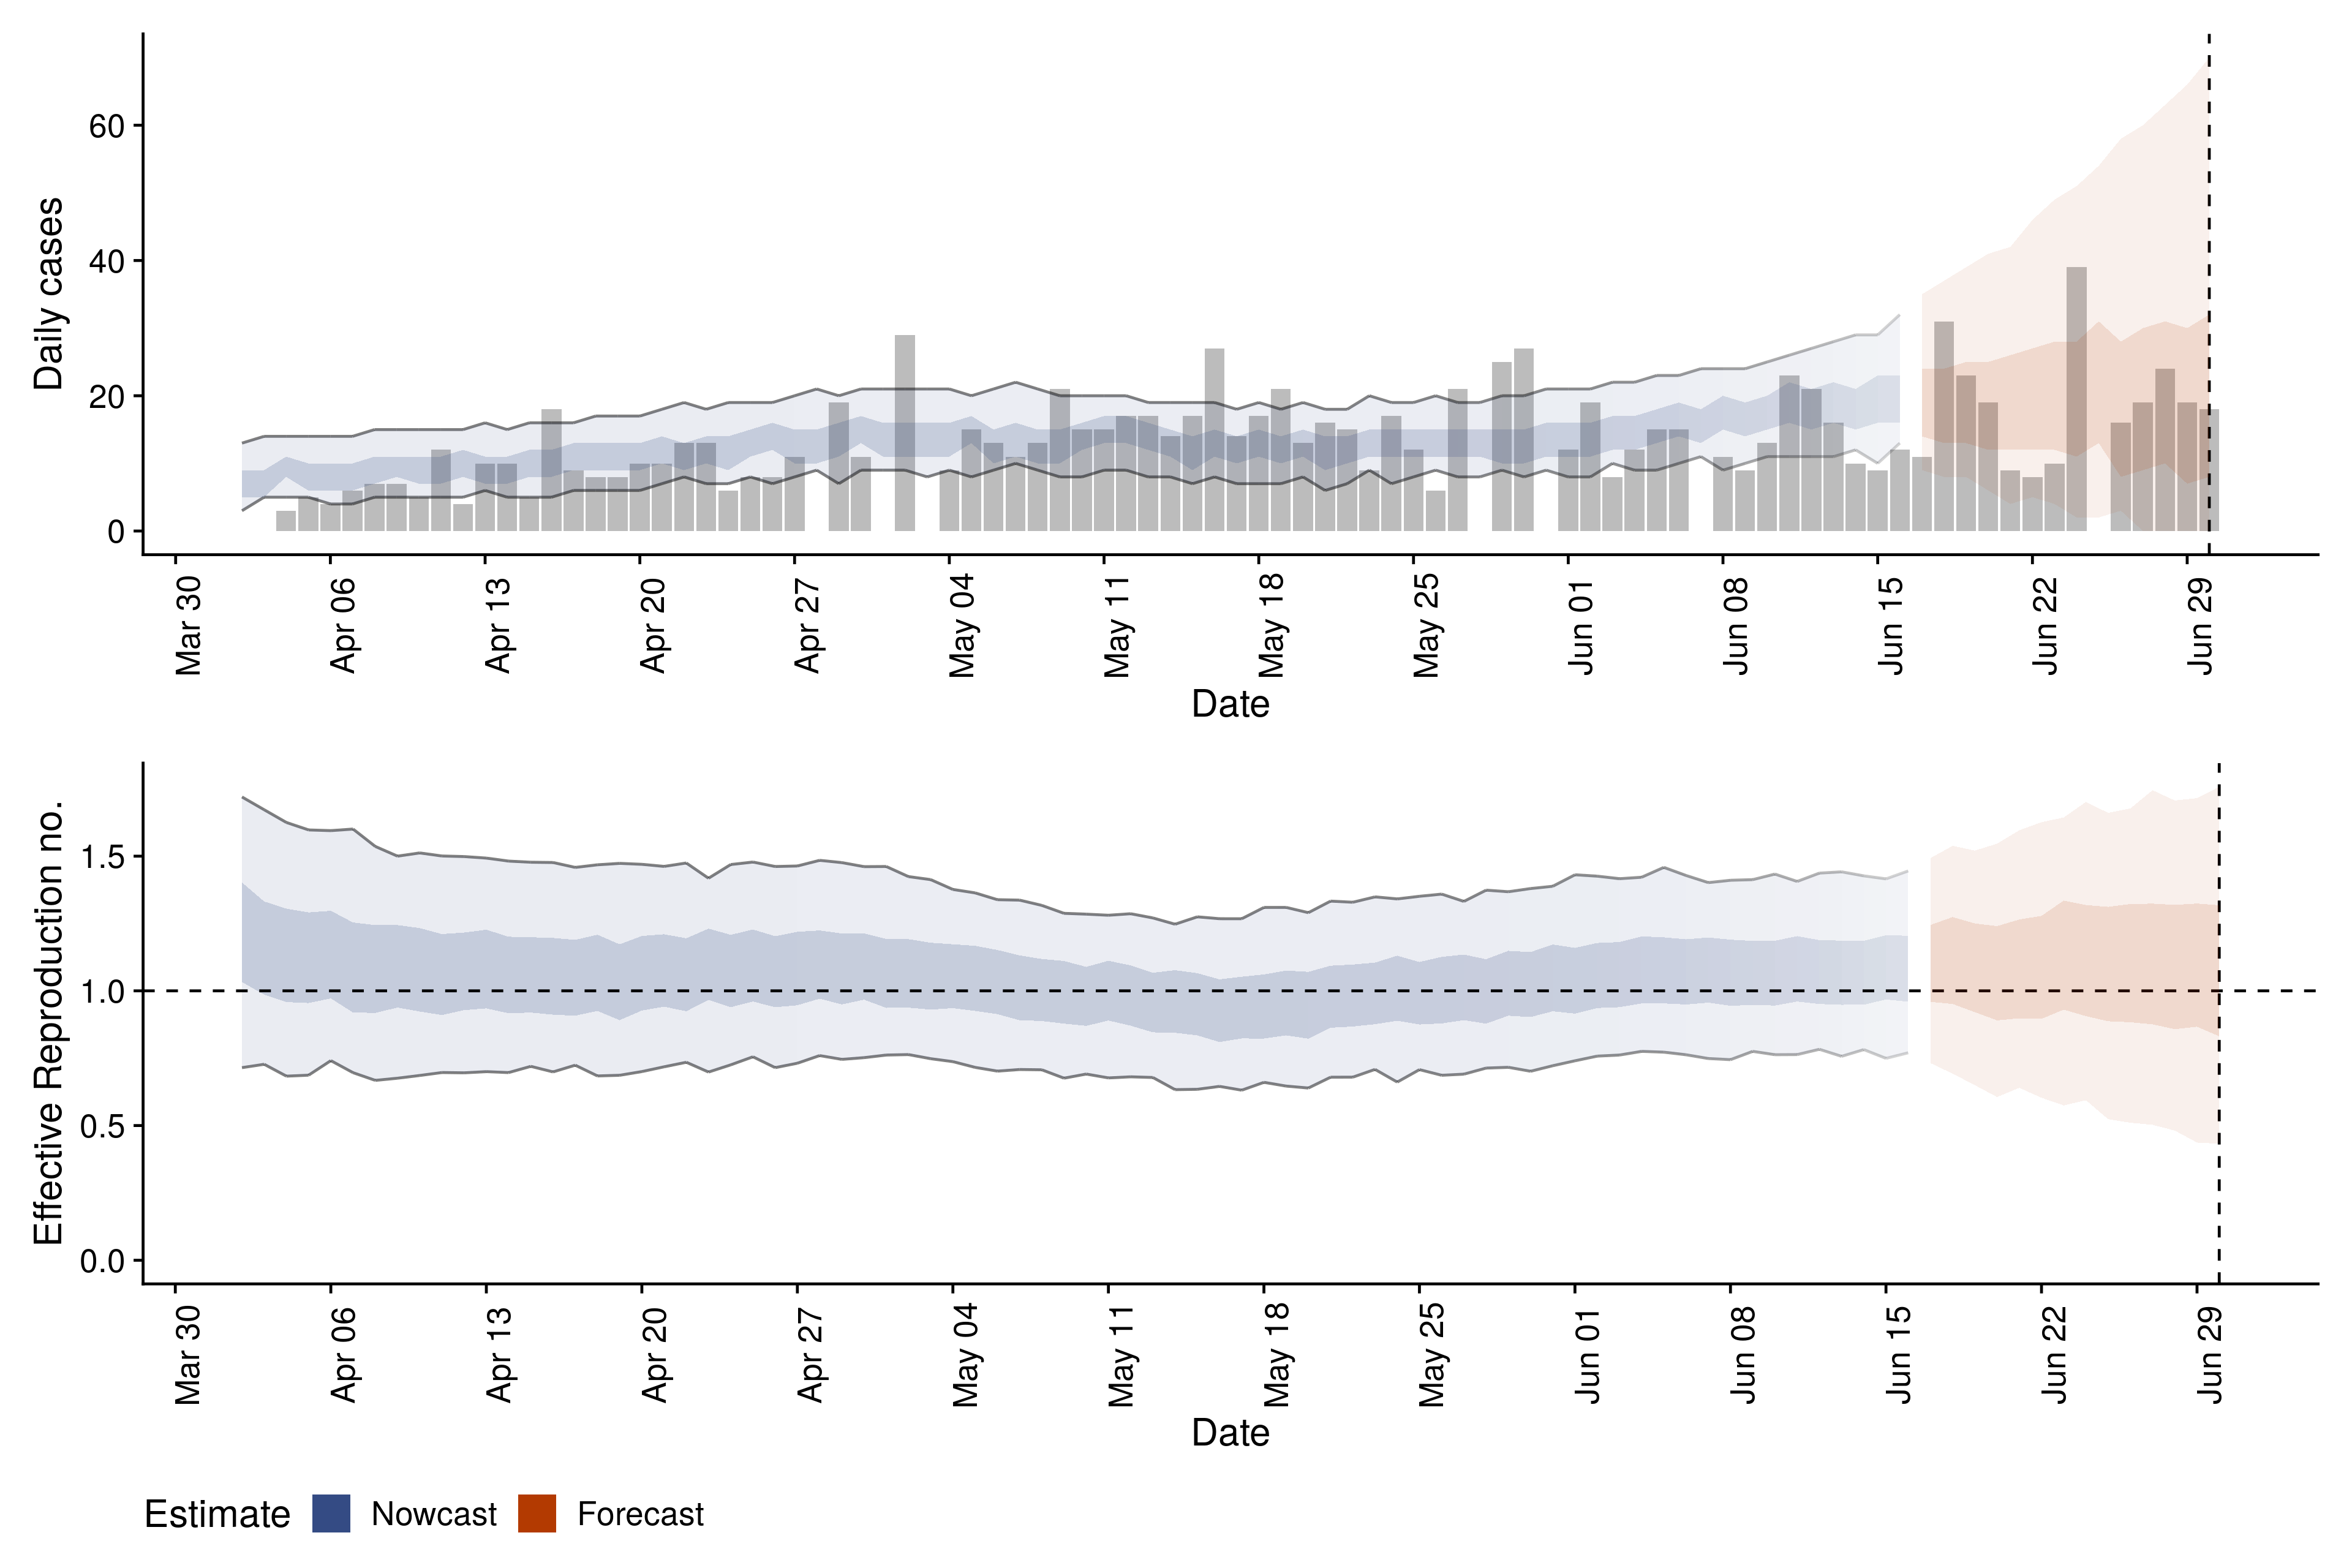 Daily cases
60
40
20
0
Mar 30
Apr 06
Apr 13
Apr 20
Apr 27
May 04
May 11
May 18
May 25
Jun 01
Jun 08
Jun 15
Jun 22
Jun 29
Date
Effective Reproduction no.
1.5
1.0
0.5
0.0
Mar 30
Apr 06
Apr 13
Apr 20
Apr 27
May 04
May 11
May 18
May 25
Jun 01
Jun 08
Jun 15
Jun 22
Jun 29
Date
Estimate Nowcast Forecast